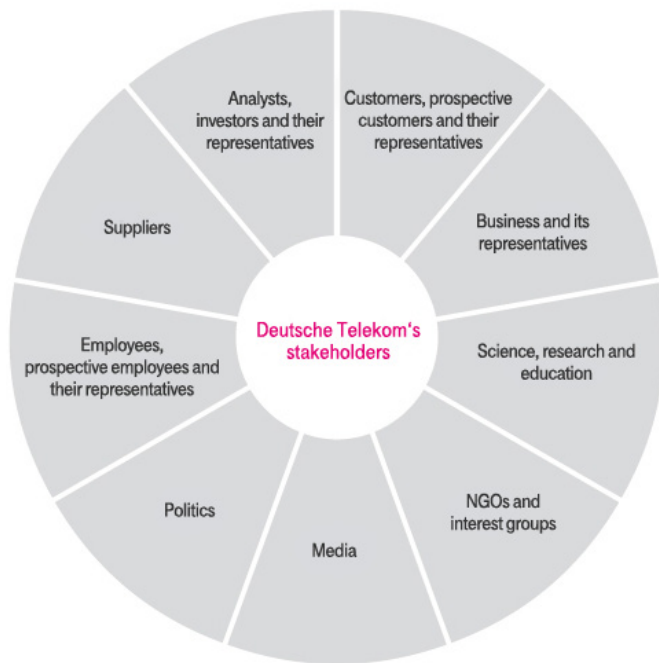 Deutsche Telekom‘s
stakeholders
Customers, prospective
customers and their
representatives
Business and its
representatives
Science, research and
education
NGOs and
interest groups
Media
Politics
Employees,
prospective employees and
their representatives
Suppliers
Analysts,
investors and their
representatives